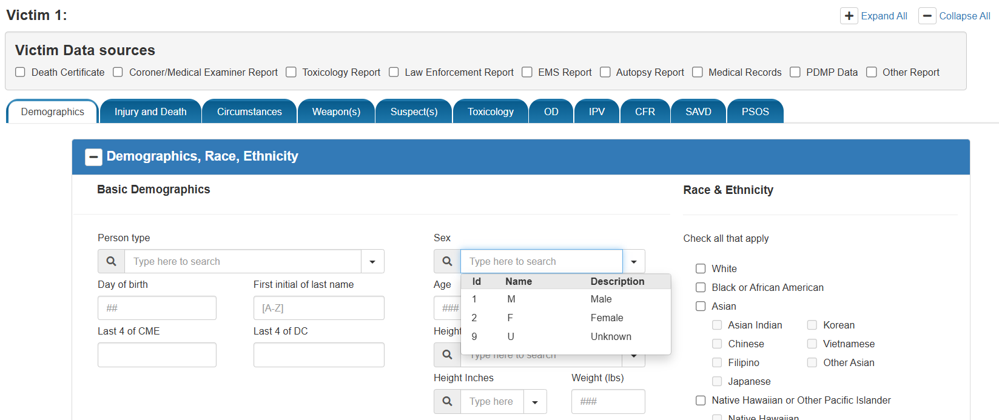 Victim 1:
Expand All
Collapse All
Victim Data sources
Death Certificate Coroner/Medical Examiner Report Toxicology Report Law Enforcement Report EMS Report Autopsy Report Medical Records PDMP Data Other Report
Demographics Injury and Death Circumstances Weapon(s) Suspect(s) Toxicology OD IPV CFR SAVD PSOS
Demographics, Race, Ethnicity
Basic Demographics
Person type
Type here to search
Day of birth
First initial of last name
##
[A-Z]
Last 4 of CME
Last 4 of DC
Sex
Type here to search
Id Name Description
1 M Male
2 F Female
9 U Unknown
Age
###
Height
Type here to search
Height Inches
Weight (lbs)
Type here
###
Race & Ethnicity
Check all that apply
White
Black or African American
Asian
Asian Indian Korean
Chinese Vietnamese
Filipino Other Asian
Japanese
Native Hawaiian or Other Pacific Islander
Native Hawaiian